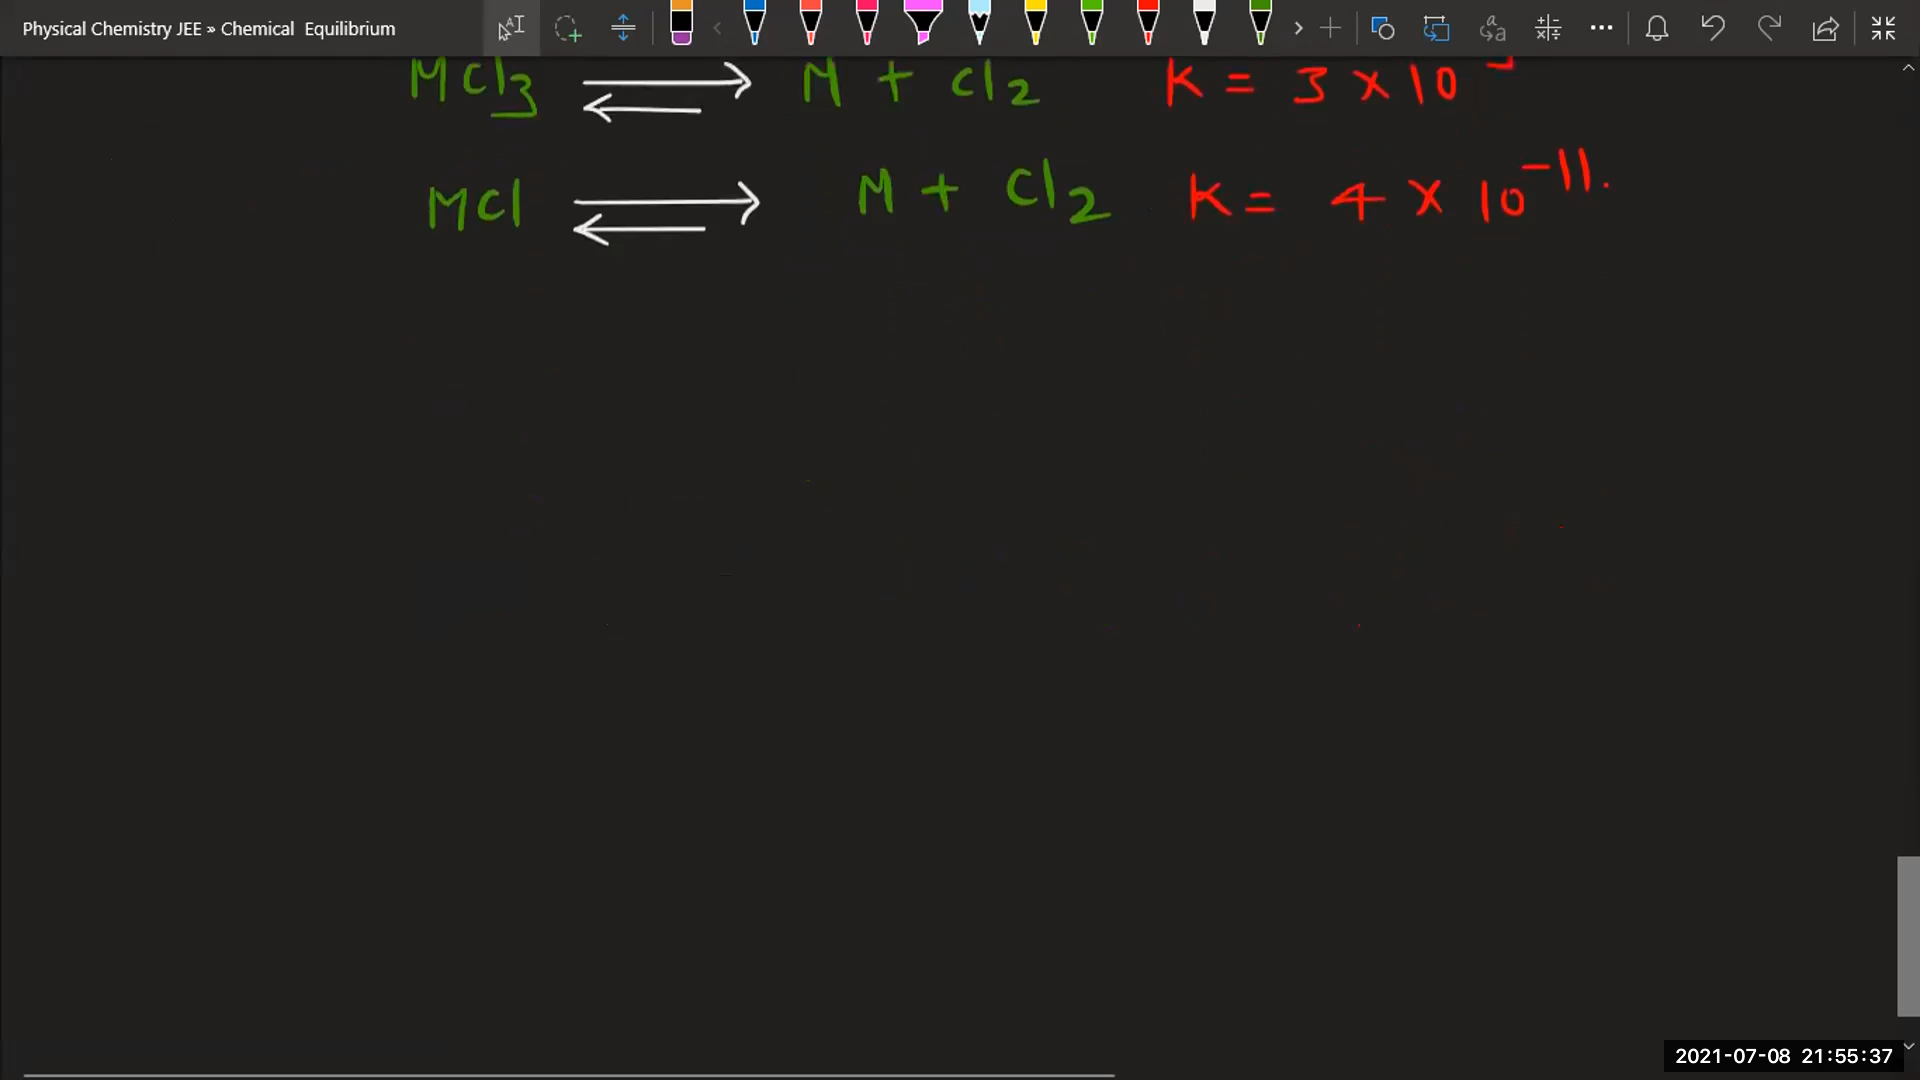 Physical Chemistry JEE » Chemical Equilibrium
MCl3 ⇌ M + Cl2 K = 3 x 10
MCl ⇌ M + Cl2 K = 4 x 10^-11.
2021-07-08 21:55:37